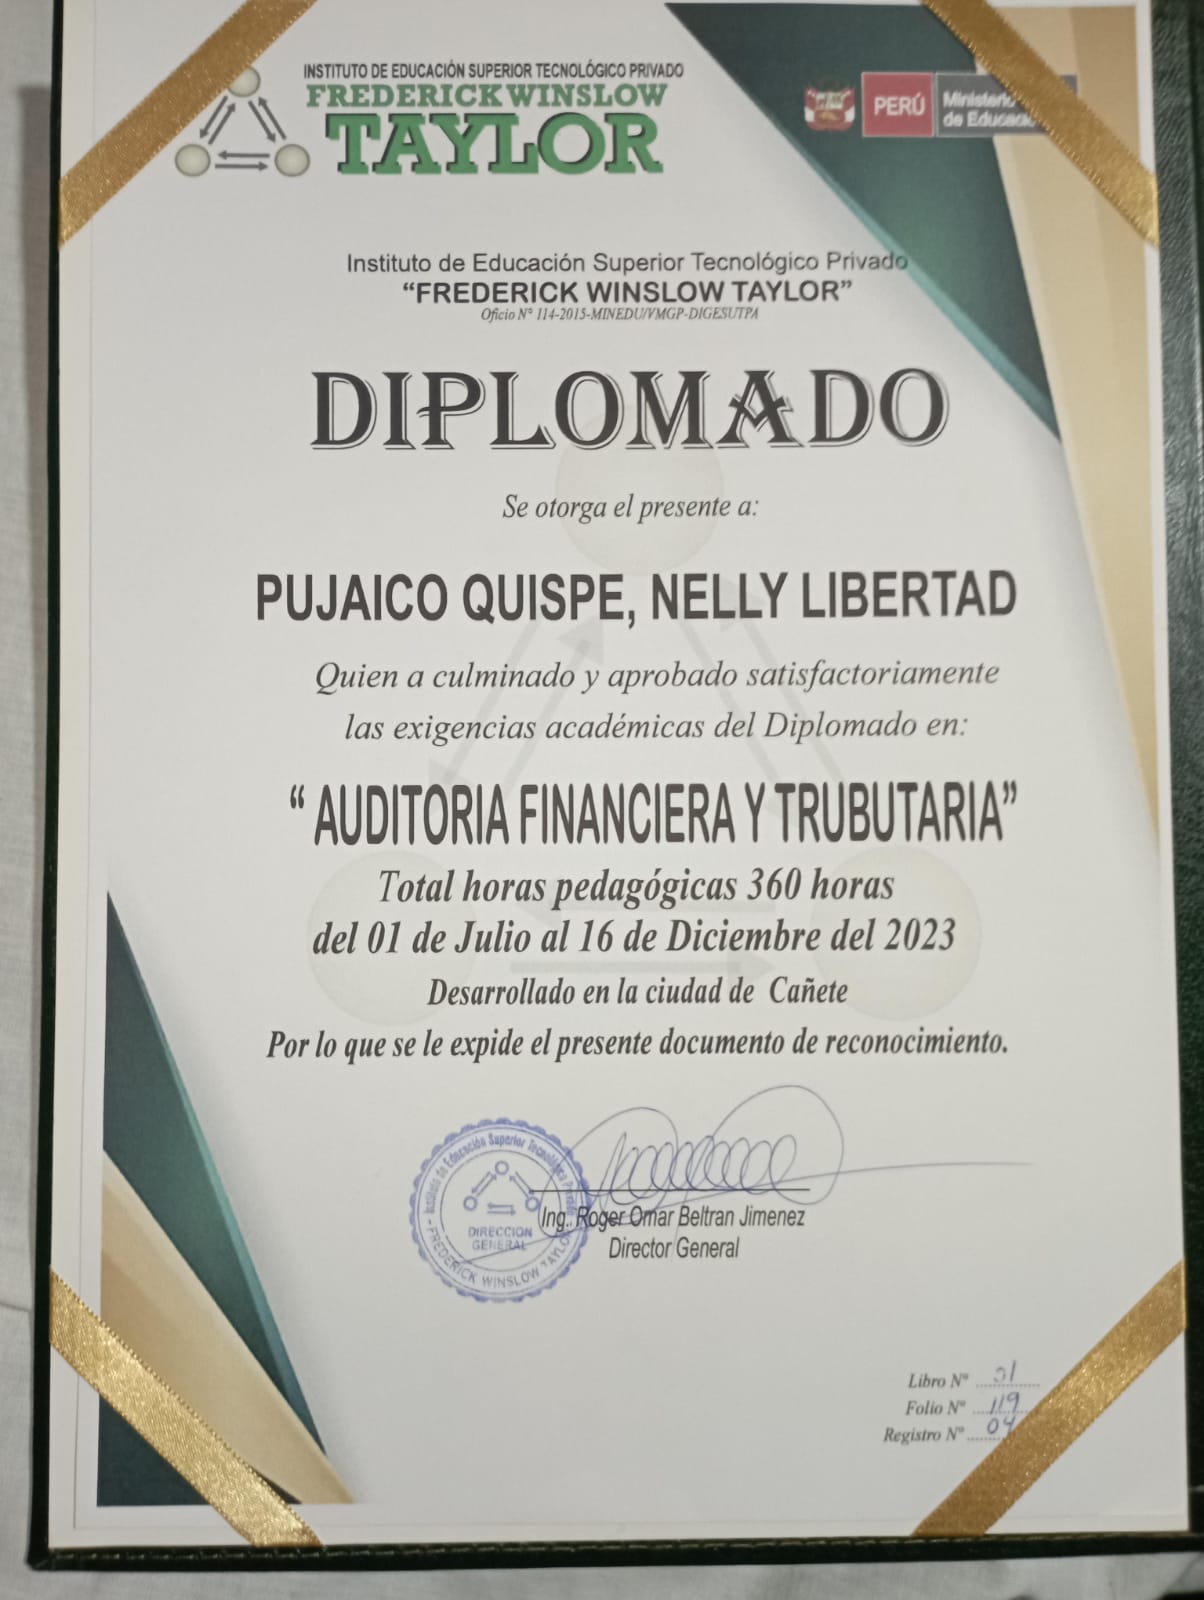 INSTITUTO DE EDUCACIÓN SUPERIOR TECNOLÓGICO PRIVADO
FREDERICK WINSLOW
TAYLOR
PERÚ
Ministerio
de Educación
Instituto de Educación Superior Tecnológico Privado
“FREDERICK WINSLOW TAYLOR”
Oficio N° 114-2015-MINEDU/VMGP-DIGESUTPA
DIPLOMADO
Se otorga el presente a:
PUJAICO QUISPE, NELLY LIBERTAD
Quien a culminado y aprobado satisfactoriamente
las exigencias académicas del Diplomado en:
“ AUDITORIA FINANCIERA Y TRUBUTARIA”
Total horas pedagógicas 360 horas
del 01 de Julio al 16 de Diciembre del 2023
Desarrollado en la ciudad de Cañete
Por lo que se le expide el presente documento de reconocimiento.
Instituto de Educación Superior Tecnológico Privado
DIRECCION
GENERAL
FREDERICK WINSLOW TAYLOR
Ing. Roger Omar Beltran Jimenez
Director General
Libro N° 01
Folio N° 119
Registro N° 04